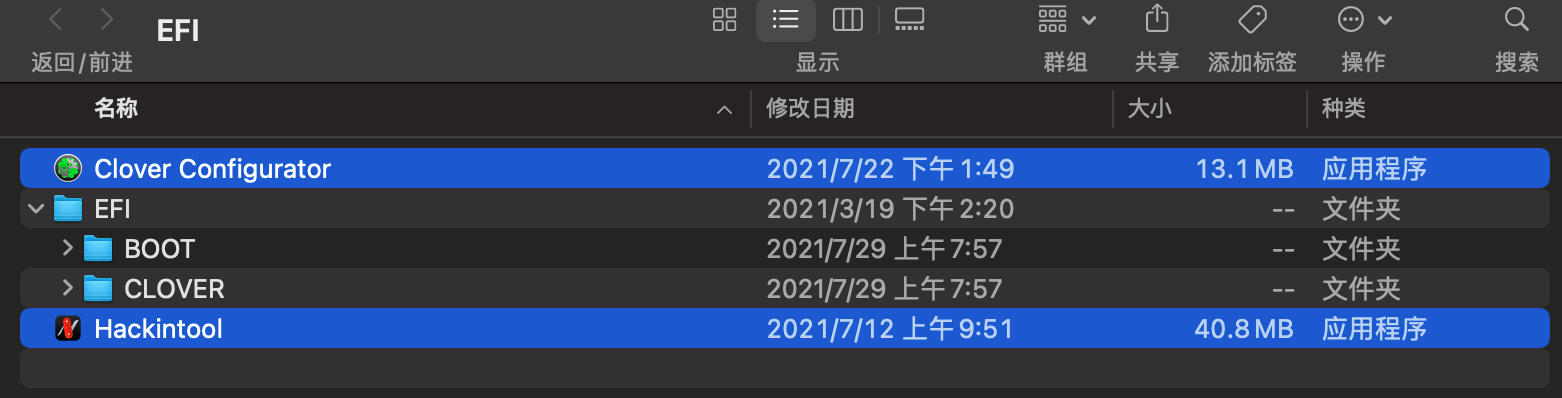 EFI
返回/前进 显示 群组 共享 添加标签 操作 搜索
名称 修改日期 大小 种类
Clover Configurator 2021/7/22 下午 1:49 13.1 MB 应用程序
EFI 2021/3/19 下午 2:20 -- 文件夹
BOOT 2021/7/29 上午 7:57 -- 文件夹
CLOVER 2021/7/29 上午 7:57 -- 文件夹
Hackintool 2021/7/12 上午 9:51 40.8 MB 应用程序